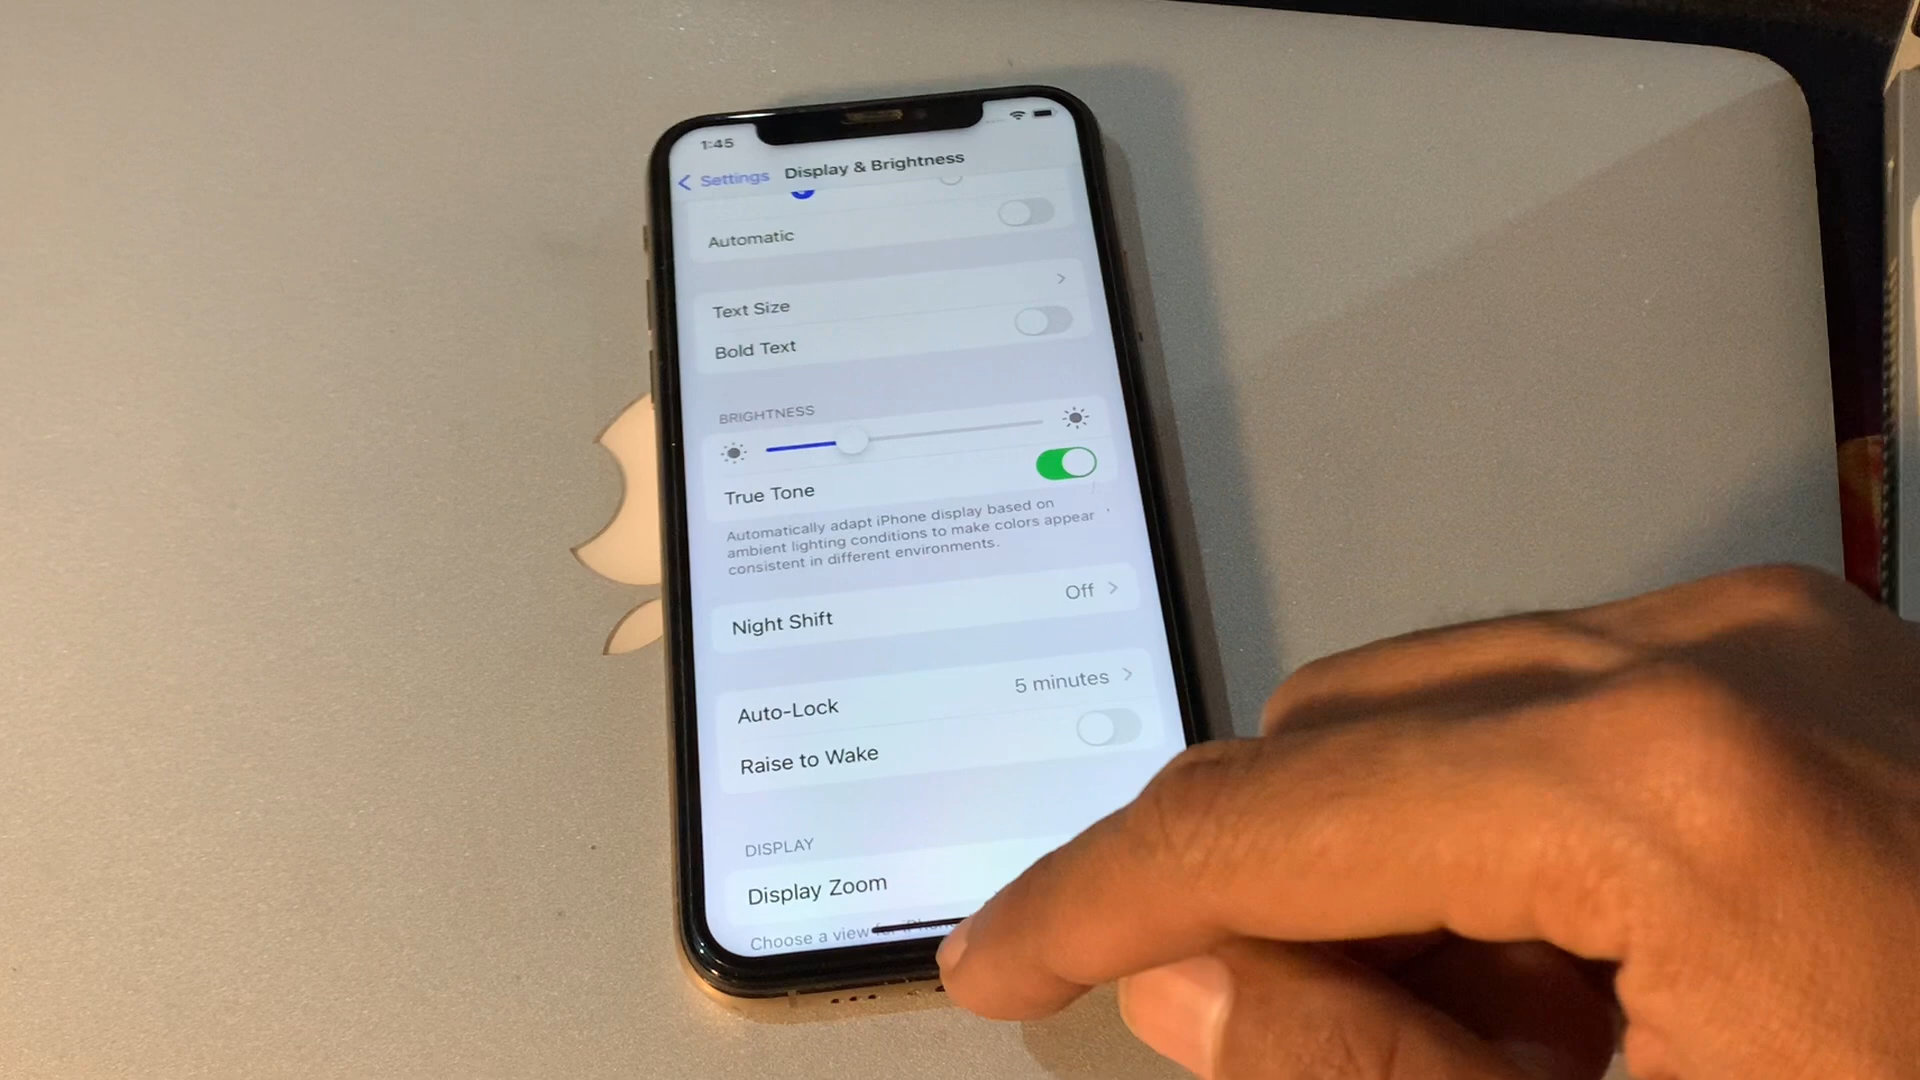 1:45
Settings
Display & Brightness
Automatic
Text Size
Bold Text
BRIGHTNESS
True Tone
Automatically adapt iPhone display based on
ambient lighting conditions to make colors appear
consistent in different environments.
Night Shift
Off
Auto-Lock
5 minutes
Raise to Wake
DISPLAY
Display Zoom
Choose a view for iPhone